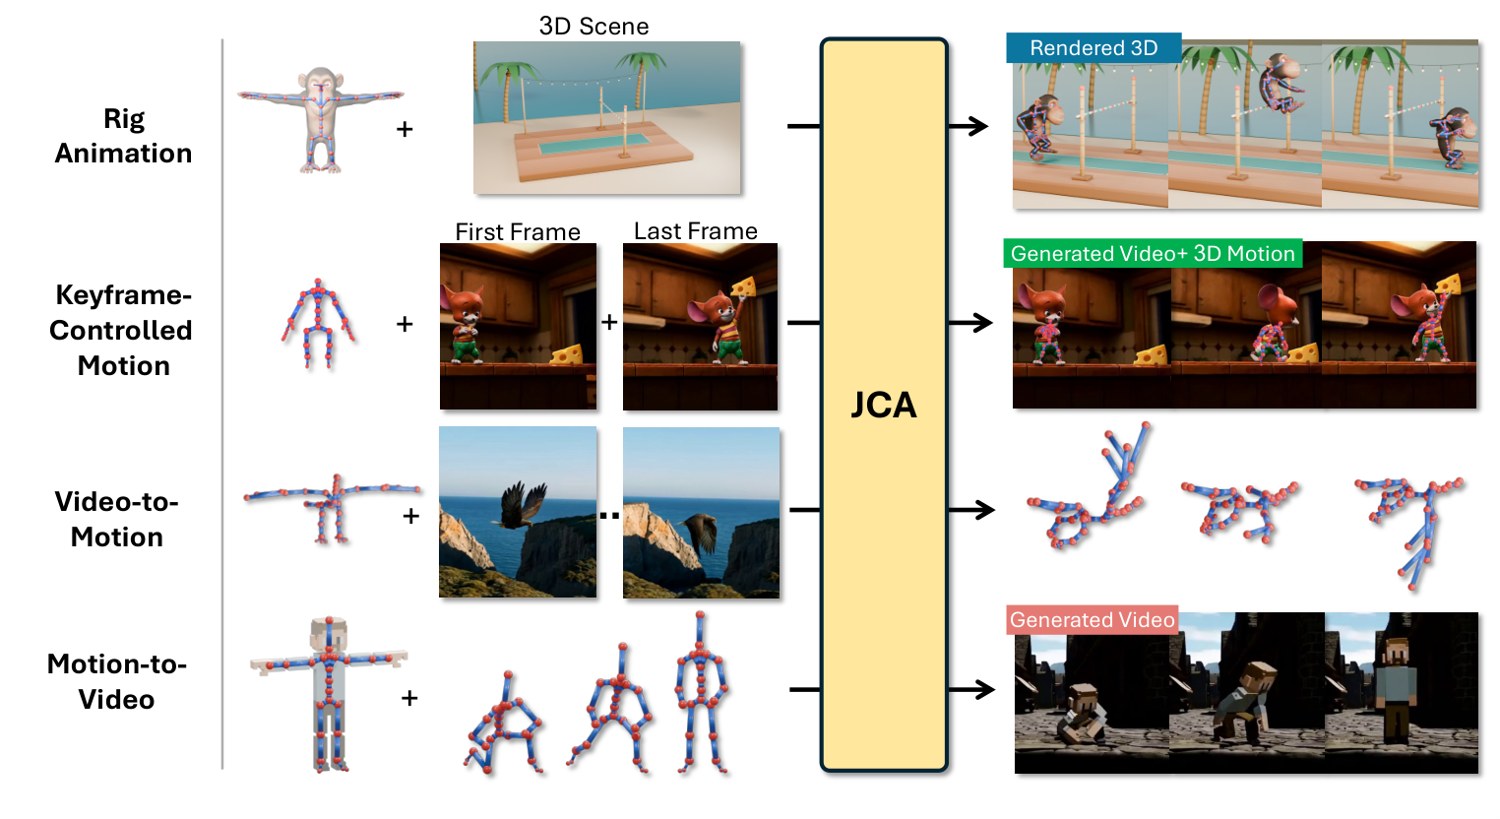 3D Scene
Rig
Animation
+
Rendered 3D
First Frame
Last Frame
Keyframe-
Controlled
Motion
+
+
Generated Video+ 3D Motion
JCA
Video-to-
Motion
+
..
Motion-to-
Video
+
Generated Video